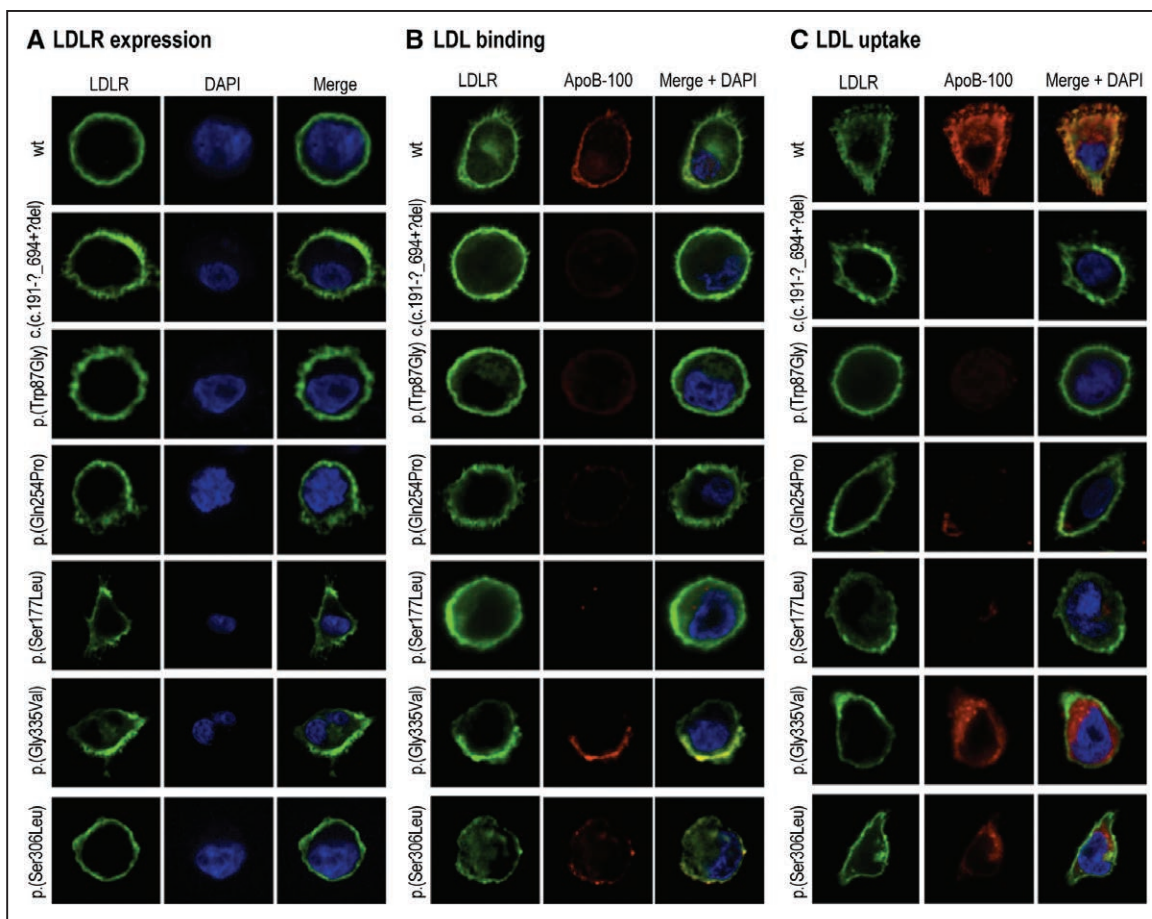 A LDLR expression
LDLR DAPI Merge
wt
c.(c.191-?_694+?del)
p.(Trp87Gly)
p.(Gln254Pro)
p.(Ser177Leu)
p.(Gly335Val)
p.(Ser306Leu)
B LDL binding
LDLR ApoB-100 Merge + DAPI
wt
c.(c.191-?_694+?del)
p.(Trp87Gly)
p.(Gln254Pro)
p.(Ser177Leu)
p.(Gly335Val)
p.(Ser306Leu)
C LDL uptake
LDLR ApoB-100 Merge + DAPI
wt
c.(c.191-?_694+?del)
p.(Trp87Gly)
p.(Gln254Pro)
p.(Ser177Leu)
p.(Gly335Val)
p.(Ser306Leu)